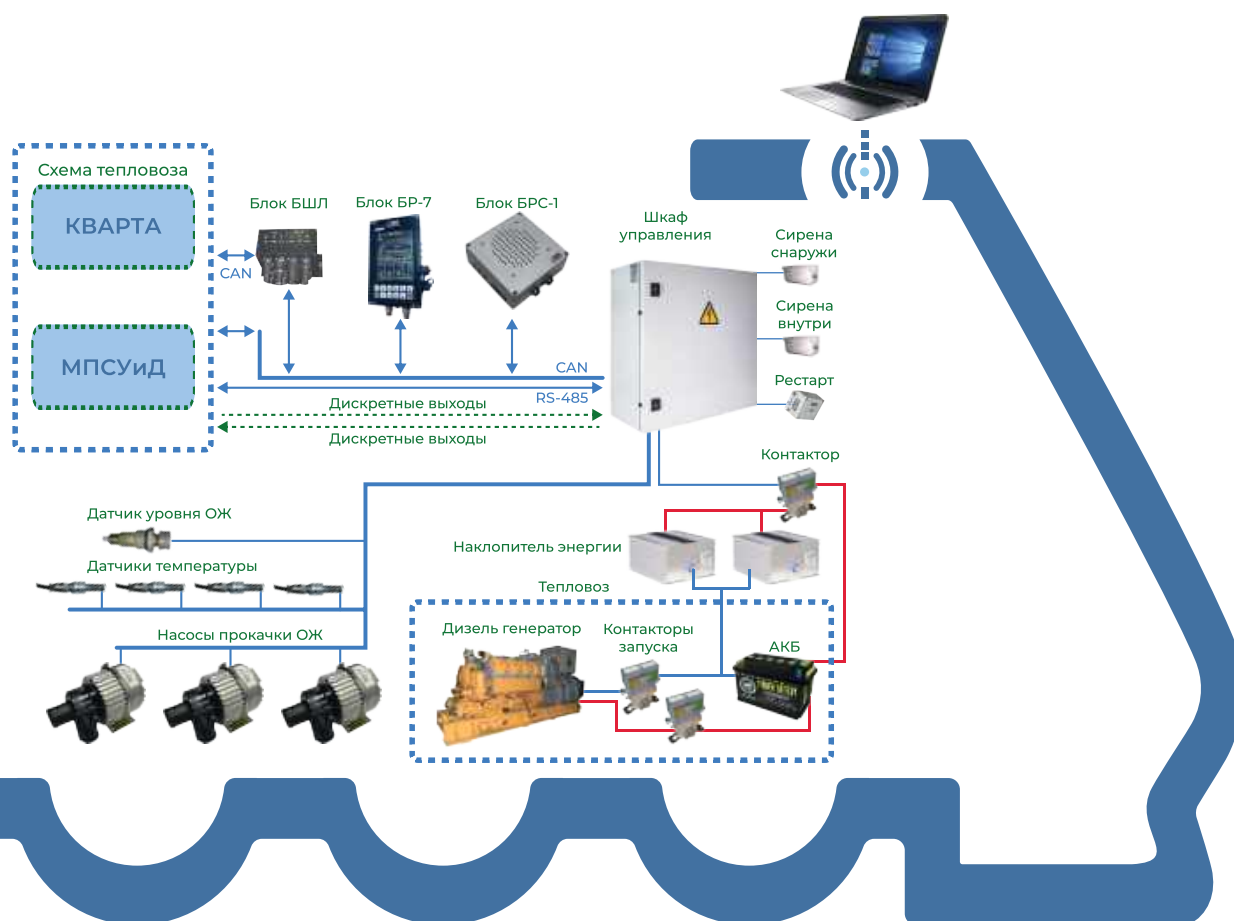 Схема тепловоза
КВАРТА
МПСУиД
Блок БШЛ
Блок БР-7
Блок БРС-1
Шкаф
управления
Сирена
снаружи
Сирена
внутри
Рестарт
CAN
CAN
RS-485
Дискретные выходы
Дискретные выходы
Контактор
Датчик уровня ОЖ
Датчики температуры
Насосы прокачки ОЖ
Наклопитель энергии
Тепловоз
Дизель генератор
Контакторы
запуска
АКБ